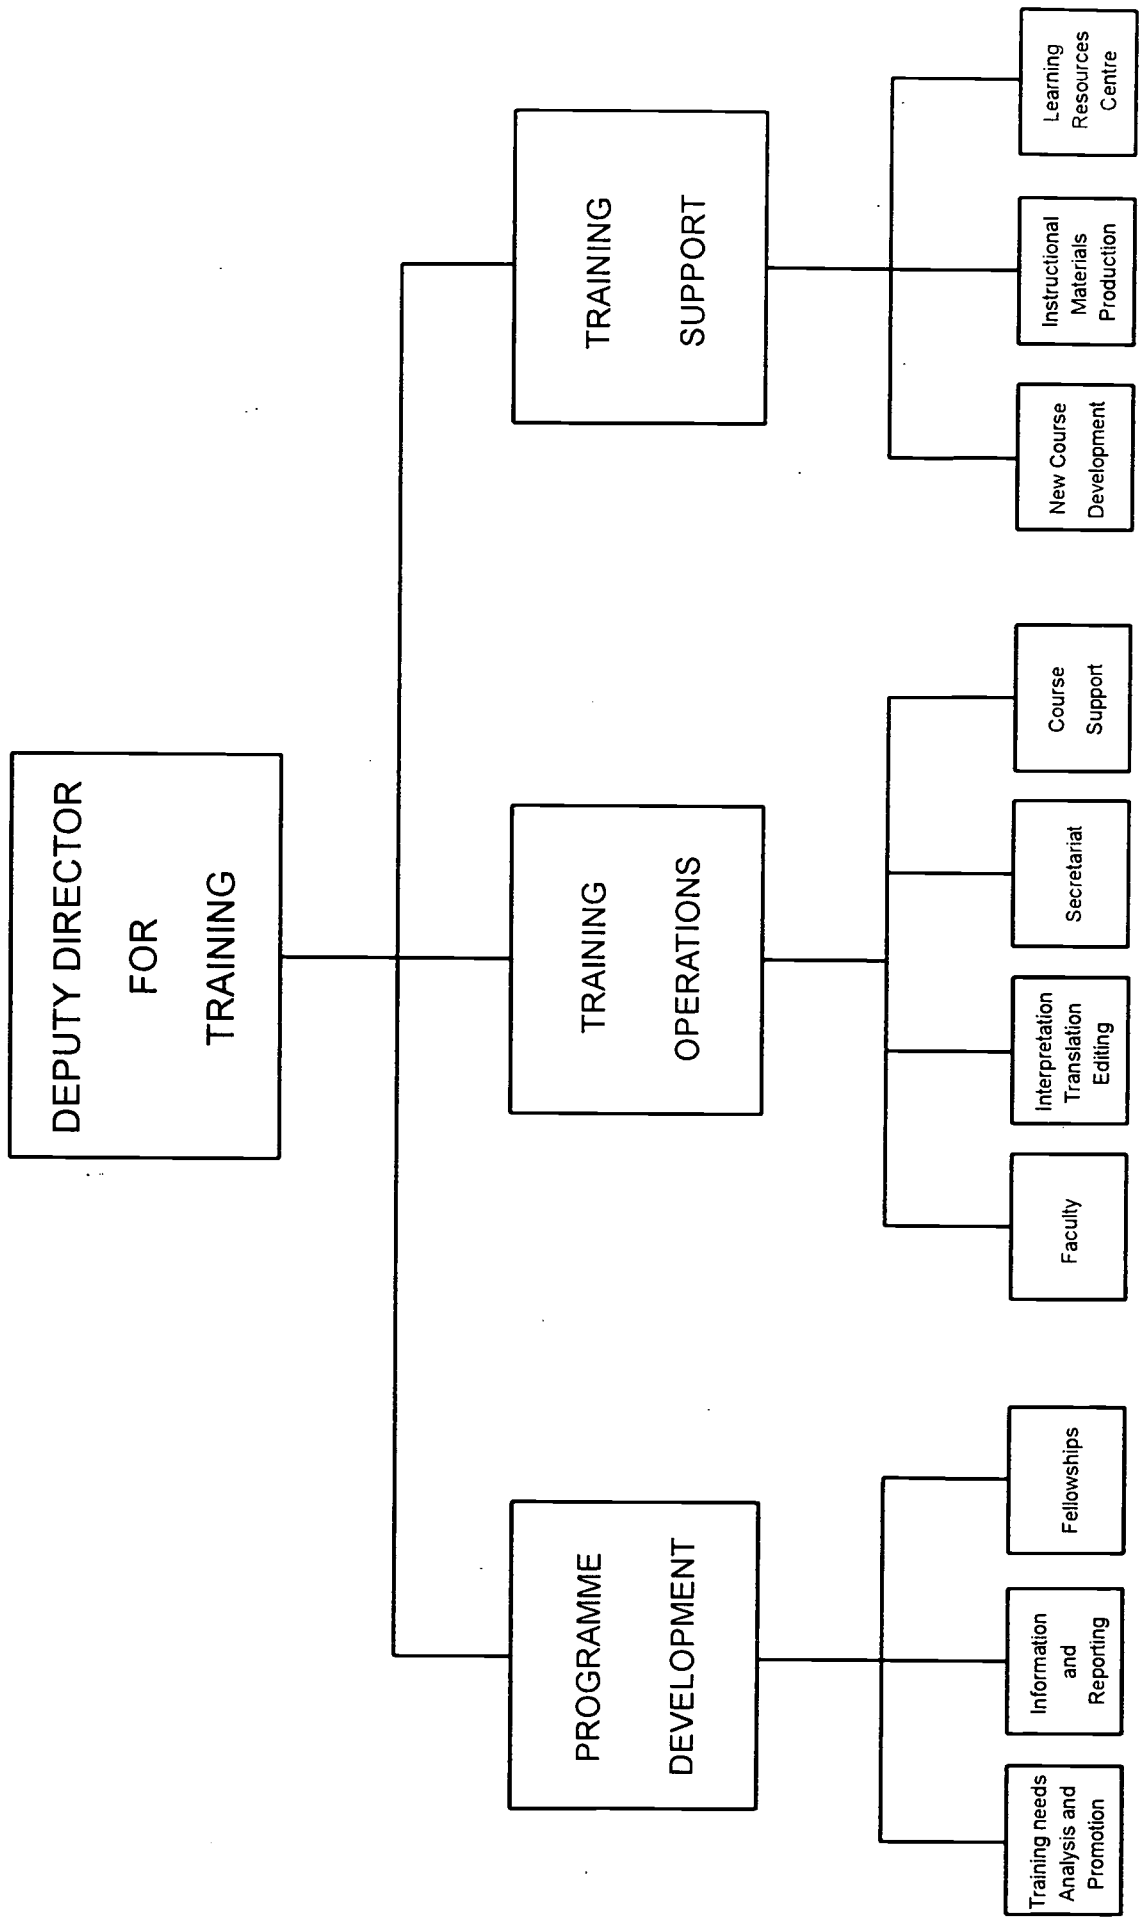 DEPUTY DIRECTOR
FOR
TRAINING
PROGRAMME
DEVELOPMENT
TRAINING
OPERATIONS
TRAINING
SUPPORT
Training needs
Analysis and
Promotion
Information
and
Reporting
Fellowships
Faculty
Interpretation
Translation
Editing
Secretariat
Course
Support
New Course
Development
Instructional
Materials
Production
Learning
Resources
Centre